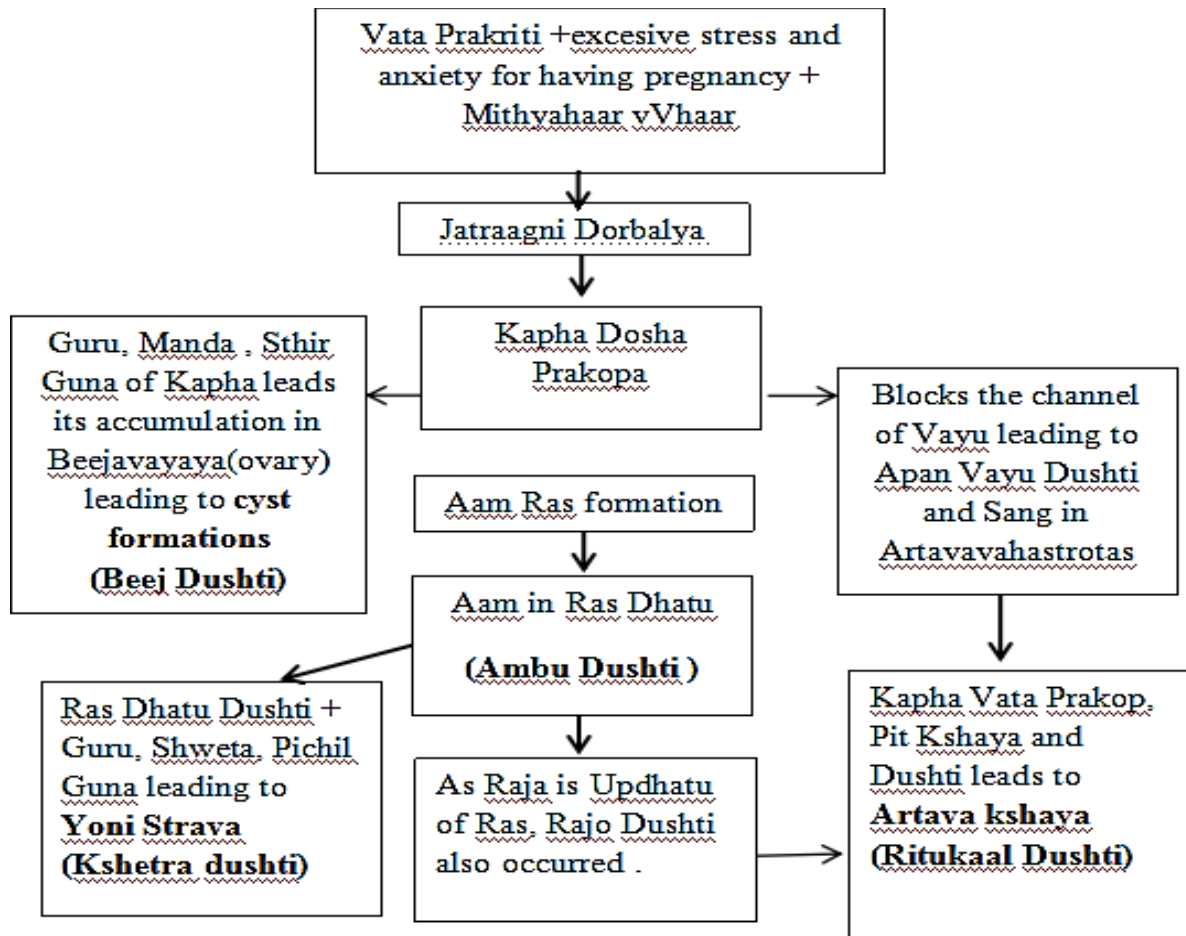 Vata Prakriti +excesive stress and
anxiety for having pregnancy +
Mithyahaar vVhaar
Jatraagni Dorbalya
Kapha Dosha
Prakopa
Guru, Manda , Sthir
Guna of Kapha leads
its accumulation in
Beejavayaya(ovary)
leading to cyst
formations
(Beej Dushti)
Blocks the channel
of Vayu leading to
Apan Vayu Dushti
and Sang in
Artavavahastrotas
Aam Ras formation
Aam in Ras Dhatu
(Ambu Dushti )
Ras Dhatu Dushti +
Guru, Shweta, Pichil
Guna leading to
Yoni Strava
(Kshetra dushti)
As Raja is Updhatu
of Ras, Rajo Dushti
also occurred .
Kapha Vata Prakop,
Pit Kshaya and
Dushti leads to
Artava kshaya
(Ritukaal Dushti)